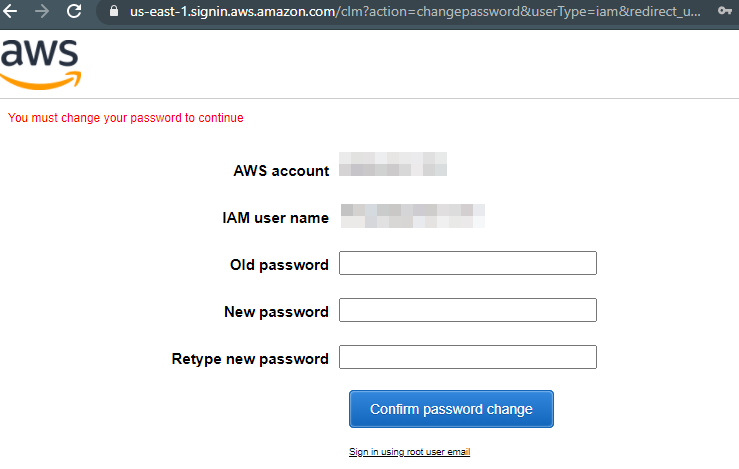 us-east-1.signin.aws.amazon.com/clm?action=changepassword&userType=iam&redirect_u...
aws
You must change your password to continue
AWS account
IAM user name
Old password
New password
Retype new password
Confirm password change
Sign in using root user email